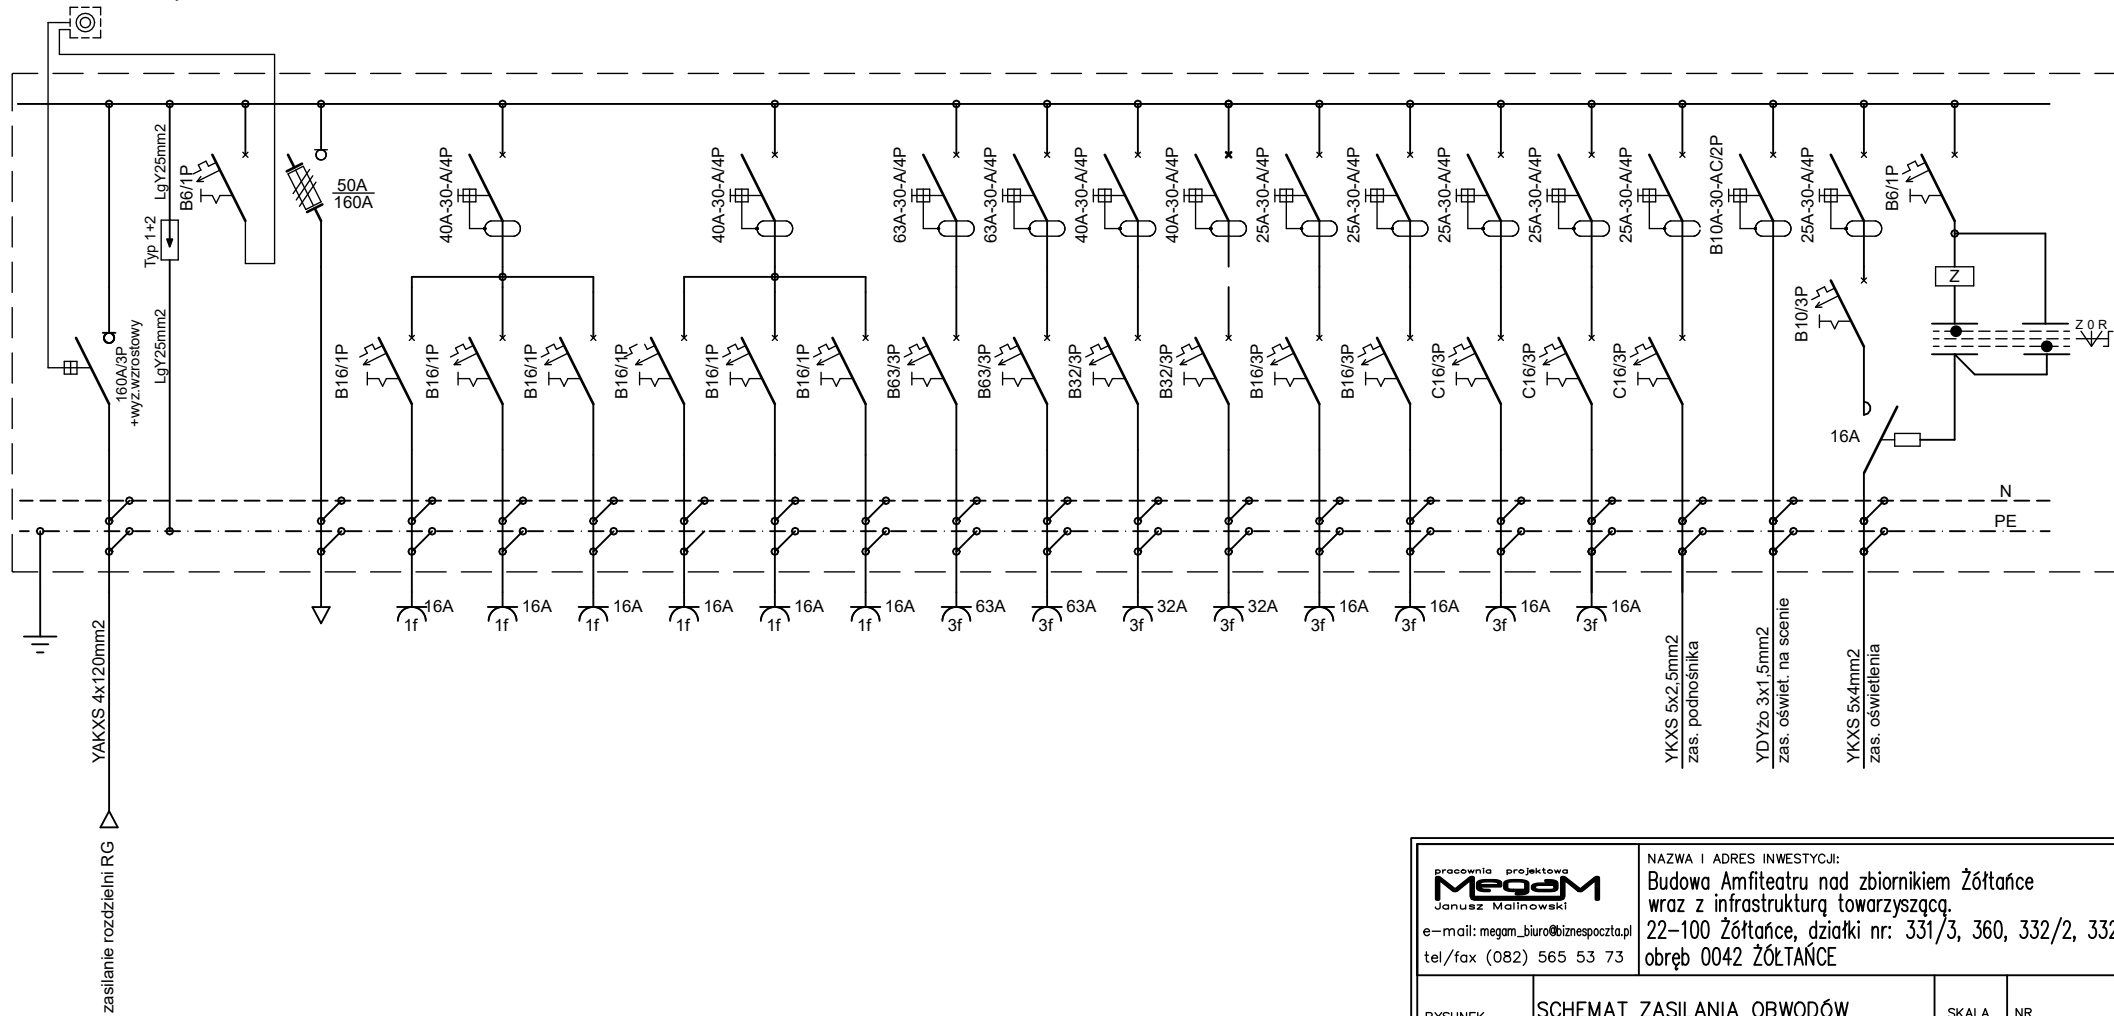 LgY25mm2
B6/1P
Typ 1+2
LgY25mm2
160A/3P
+wyz.wzrostowy
50A
160A
40A-30-A/4P
40A-30-A/4P
63A-30-A/4P
63A-30-A/4P
40A-30-A/4P
40A-30-A/4P
25A-30-A/4P
25A-30-A/4P
25A-30-A/4P
25A-30-A/4P
25A-30-A/4P
B10A-30-AC/2P
25A-30-A/4P
B6/1P
Z
Z 0 R
B10/3P
16A
B16/1P
B16/1P
B16/1P
B16/1P
B16/1P
B16/1P
B63/3P
B63/3P
B32/3P
B32/3P
B16/3P
B16/3P
C16/3P
C16/3P
C16/3P
N
PE
16A
16A
16A
16A
16A
16A
63A
63A
32A
32A
16A
16A
16A
16A
1f
1f
1f
1f
1f
1f
3f
3f
3f
3f
3f
3f
3f
3f
YAKXS 4x120mm2
zasilanie rozdzielni RG
YKXS 5x2,5mm2
zas. podnośnika
YDYżo 3x1,5mm2
zas. oświet. na scenie
YKXS 5x4mm2
zas. oświetlenia
pracownia projektowa
MegaM
Janusz Malinowski
e-mail: megam_biuro@biznespoczta.pl
tel/fax (082) 565 53 73
NAZWA I ADRES INWESTYCJI:
Budowa Amfiteatru nad zbiornikiem Żółtańce
wraz z infrastrukturą towarzyszącą.
22-100 Żółtańce, działki nr: 331/3, 360, 332/2, 332
obręb 0042 ŻÓŁTAŃCE
RYSUNEK
SCHEMAT ZASILANIA OBWODÓW
SKALA
NR